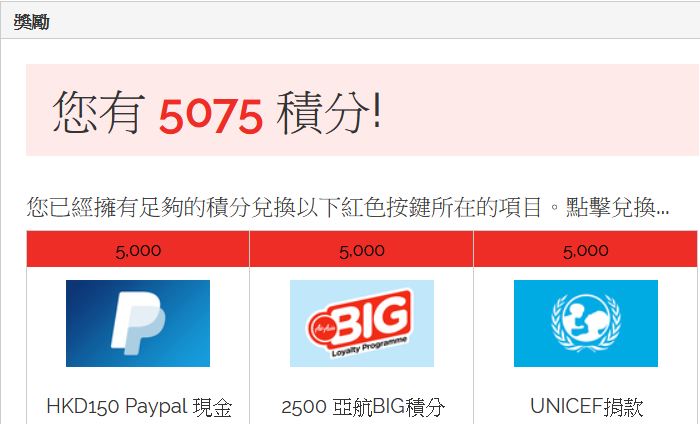 獎勵
您有 5075 積分!
您已經擁有足夠的積分兌換以下紅色按鍵所在的項目。點擊兌換...
5,000 5,000 5,000
AirAsia BIG Loyalty Programme
HKD150 Paypal 現金 2500 亞航BIG積分 UNICEF捐款